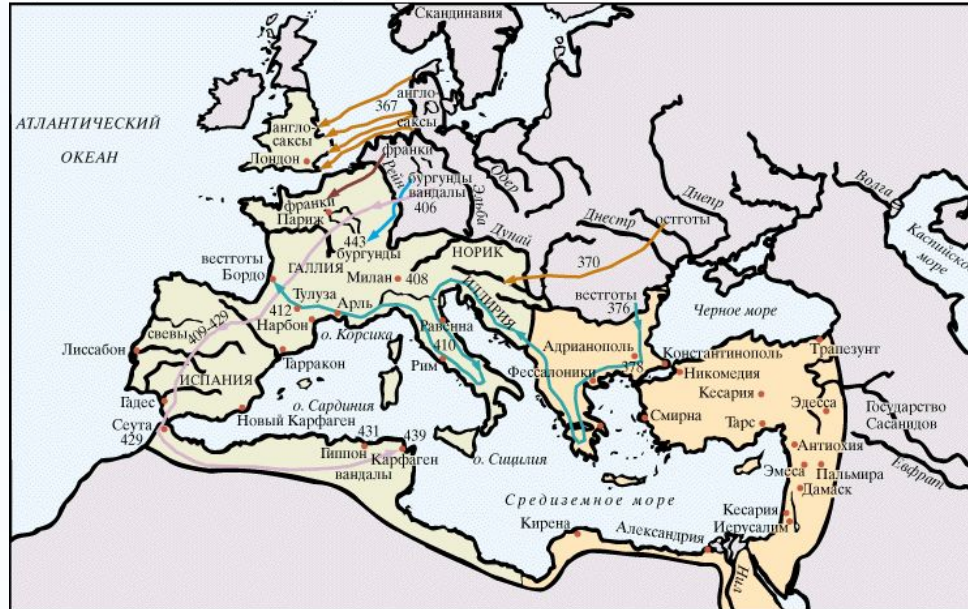 Скандинавия
АТЛАНТИЧЕСКИЙ
ОКЕАН
367
англо-
саксы
англо-
саксы
Лондон
франки
Рейн
бургунды
вандалы
406
Эльба
Одер
франки
Париж
443
бургунды
Дунай
Днестр
Днепр
остготы
Волга
Каспийское
море
370
вестготы
Бордо
ГАЛЛИЯ
Милан
408
НОРИК
ИЛЛИРИЯ
вестготы
376
Черное море
Тулуза
412
Арль
Нарбон
о. Корсика
Равенна
410
Рим
Адрианополь
378
Фессалоники
Константинополь
Никомедия
Трапезунт
свевы
409-429
Лиссабон
ИСПАНИЯ
Тарракон
о. Сардиния
Гадес
Новый Карфаген
Сеута
429
431
Гиппон
439
Карфаген
вандалы
о. Сицилия
Смирна
Кесария
Тарс
Эдесса
Государство
Сасанидов
Антиохия
Эмеса
Пальмира
Дамаск
Евфрат
Средиземное море
Кирена
Александрия
Кесария
Иерусалим
Нил